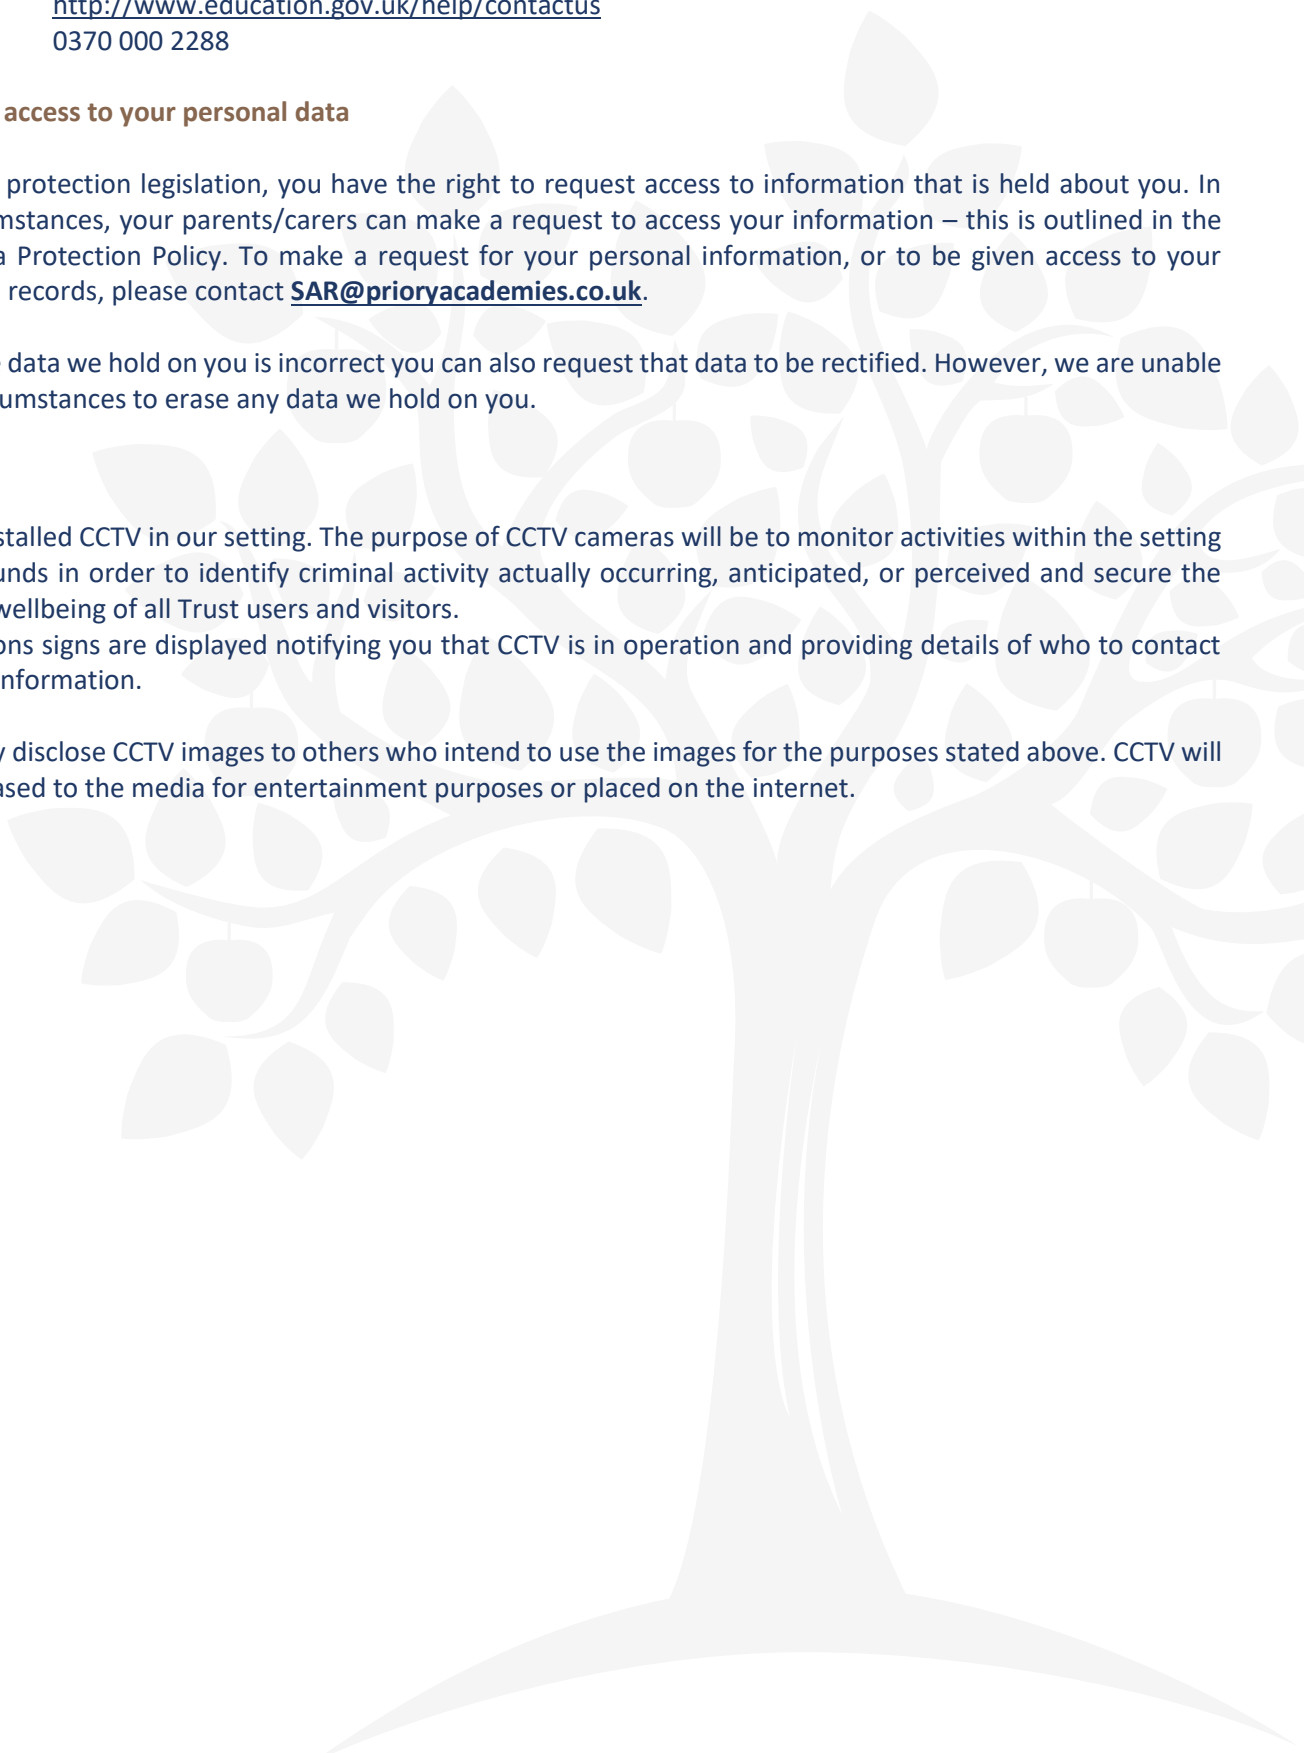 http://www.education.gov.uk/help/contactus
0370 000 2288
access to your personal data
protection legislation, you have the right to request access to information that is held about you. In
mstances, your parents/carers can make a request to access your information – this is outlined in the
a Protection Policy. To make a request for your personal information, or to be given access to your
records, please contact SAR@prioryacademies.co.uk.
data we hold on you is incorrect you can also request that data to be rectified. However, we are unable
umstances to erase any data we hold on you.
stalled CCTV in our setting. The purpose of CCTV cameras will be to monitor activities within the setting
unds in order to identify criminal activity actually occurring, anticipated, or perceived and secure the
wellbeing of all Trust users and visitors.
ons signs are displayed notifying you that CCTV is in operation and providing details of who to contact
nformation.
y disclose CCTV images to others who intend to use the images for the purposes stated above. CCTV will
ased to the media for entertainment purposes or placed on the internet.